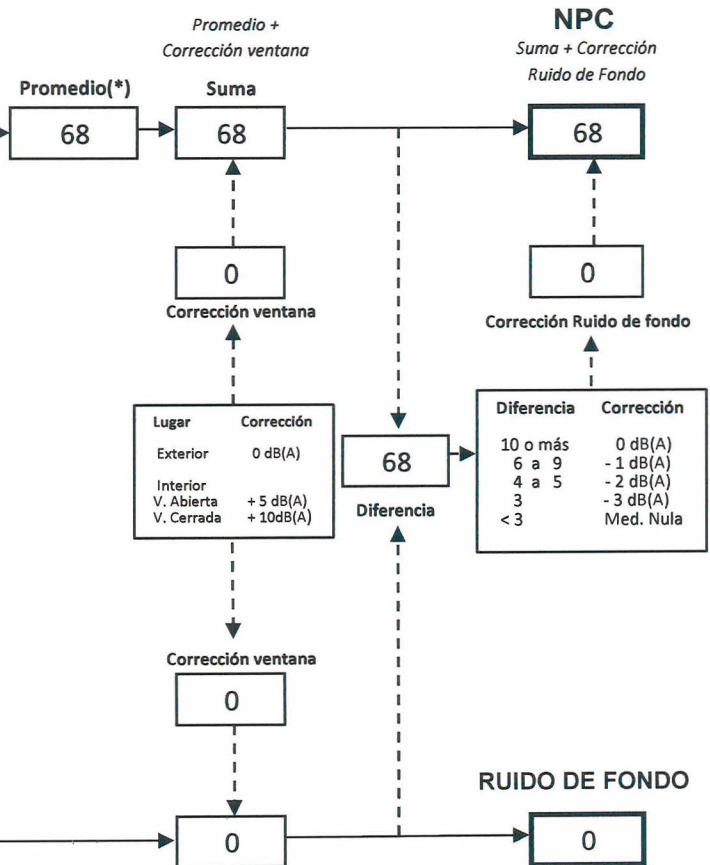 Promedio +
Corrección ventana
NPC
Suma + Corrección
Ruido de Fondo
Promedio(*)
Suma
68
68
68
0
0
Corrección ventana
Corrección Ruido de fondo
Lugar Corrección
Exterior 0 dB(A)
Interior
V. Abierta + 5 dB(A)
V. Cerrada + 10dB(A)
68
Diferencia
Diferencia Corrección
10 o más 0 dB(A)
6 a 9 - 1 dB(A)
4 a 5 - 2 dB(A)
3 - 3 dB(A)
< 3 Med. Nula
Corrección ventana
0
RUIDO DE FONDO
0
0